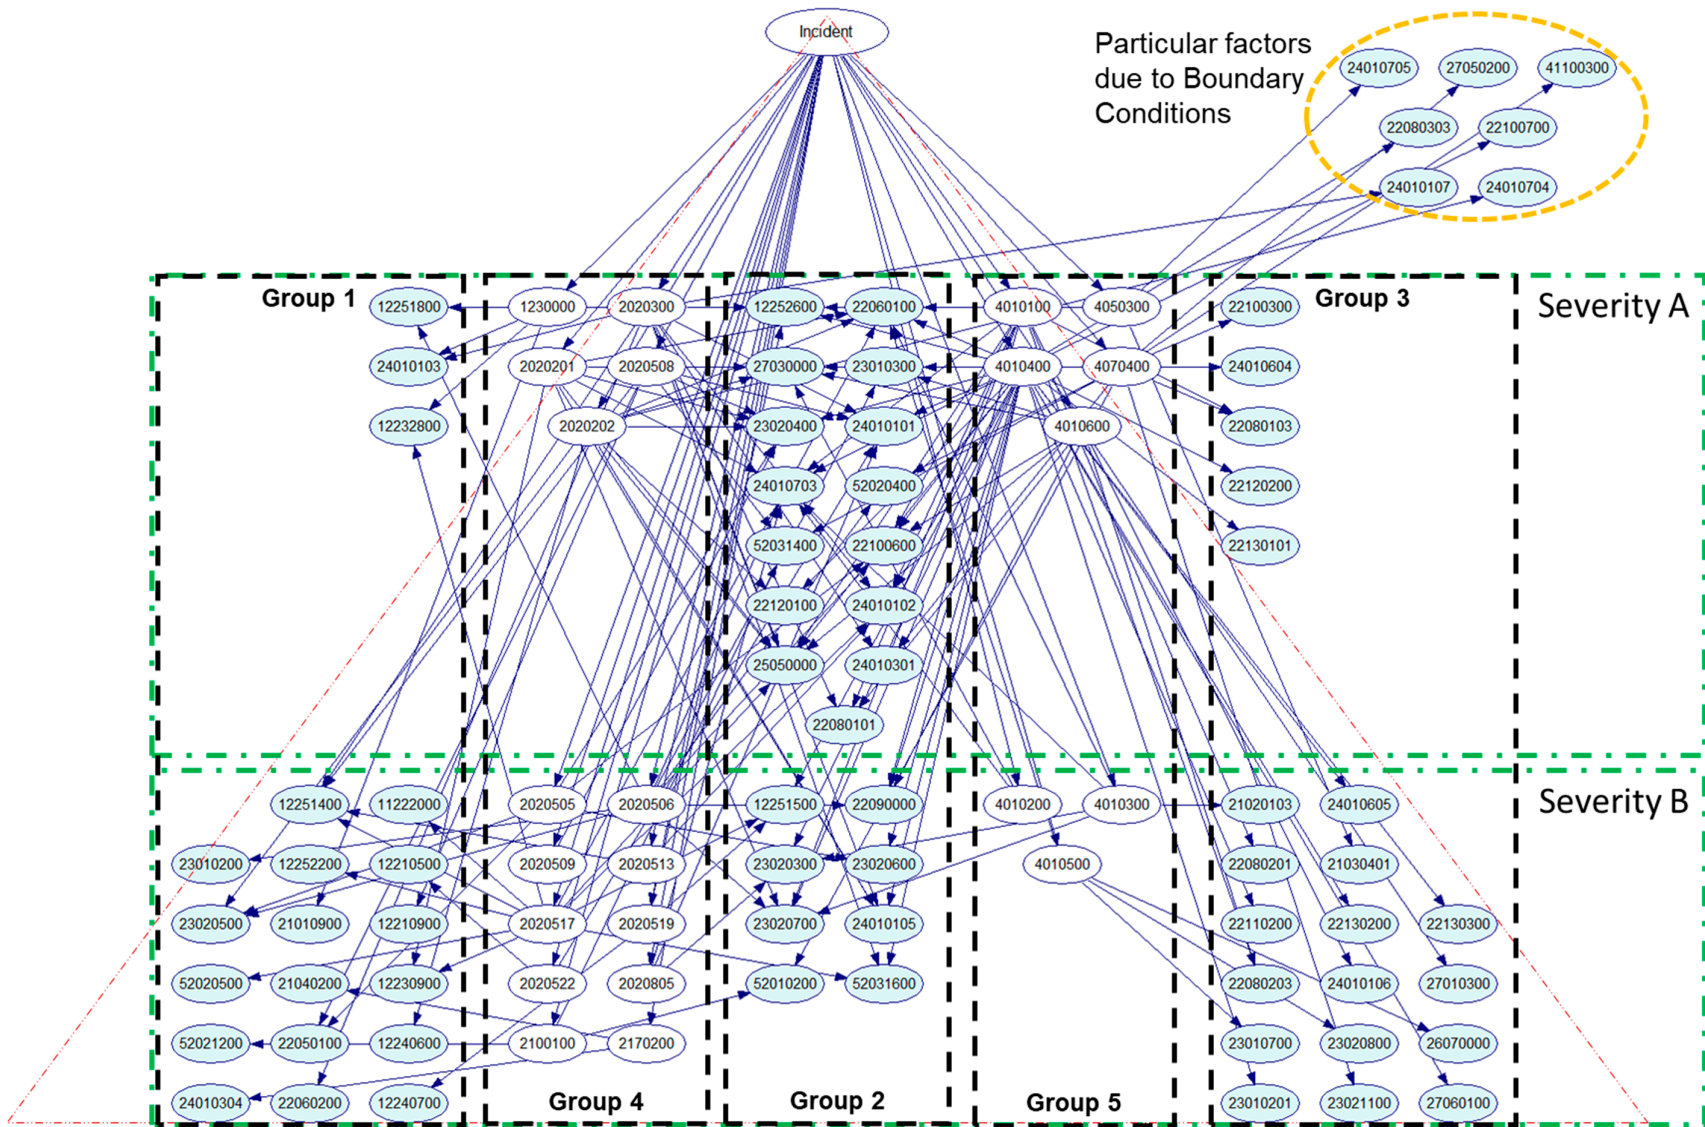 Incident
Particular factors
due to Boundary
Conditions
24010705 27050200 41100300
22080303 22100700
24010107 24010704
Group 1
Group 3
Severity A
12251800 1230000 2020300 12252600 22060100 4010100 4050300 22100300
24010103 2020201 2020508 27030000 23010300 4010400 4070400 24010604
12232800 2020202 23020400 24010101 4010600 22080103
24010703 52020400 22120200
52031400 22100600 22130101
22120100 24010102
25050000 24010301
22080101
Severity B
12251400 11222000 2020505 2020506 12251500 22090000 4010200 4010300 21020103 24010605
23010200 12252200 12210500 2020509 2020513 23020300 23020600 4010500 22080201 21030401
23020500 21010900 12210900 2020517 2020519 23020700 24010105 22110200 22130200 22130300
52020500 21040200 12230900 2020522 2020805 52010200 52031600 22080203 24010106 27010300
52021200 22050100 12240600 2100100 2170200 23010700 23020800 26070000
24010304 22060200 12240700 Group 4 Group 2 Group 5 23010201 23021100 27060100